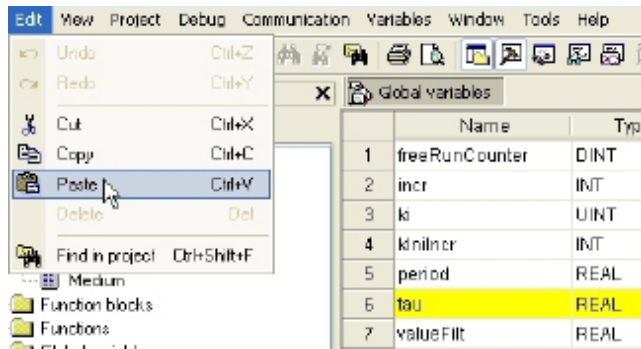 Edit View Project Debug Communication Variables Window Tools Help
Undo Ctrl+Z
Redo Ctrl+Y
Cut Ctrl+X
Copy Ctrl+C
Paste Ctrl+V
Delete Del
Find in project Ctrl+Shift+F
Medium
Function blocks
Functions
Global variables
Name Typ
1 freeRunCounter DINT
2 incr INT
3 ki UINT
4 kIniIncr INT
5 period REAL
6 tau REAL
7 valueFilt REAL